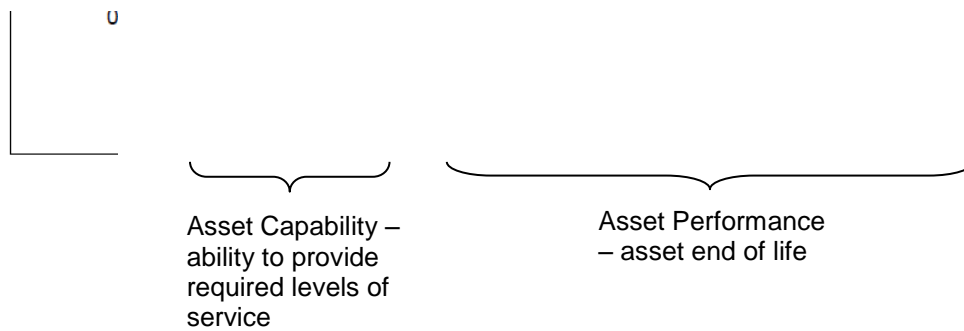 0
Asset Capability –
ability to provide
required levels of
service
Asset Performance
– asset end of life